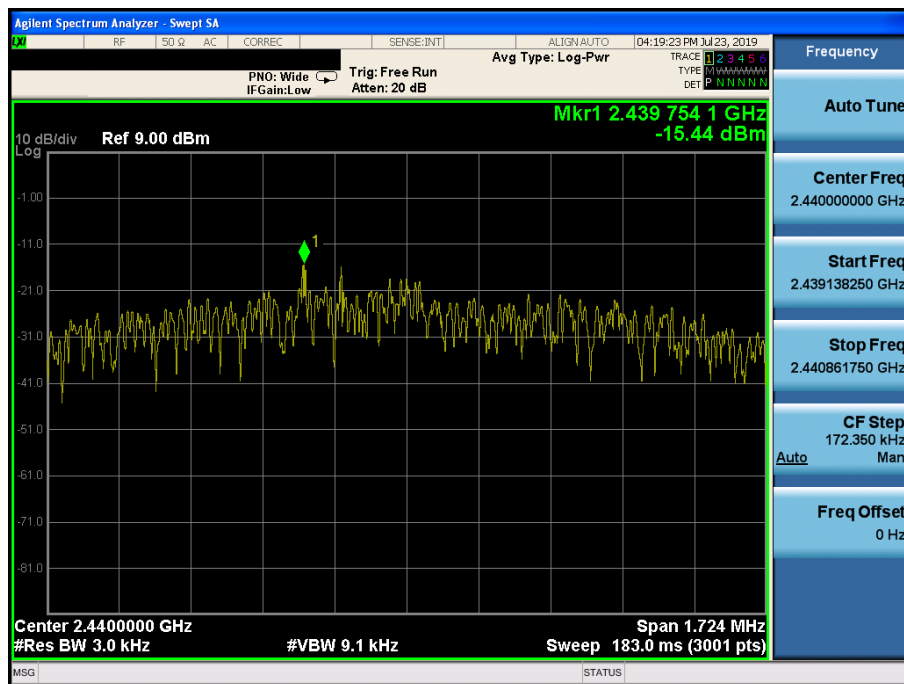 Agilent Spectrum Analyzer - Swept SA
LXI RF 50 Ω AC CORREC SENSE:INT ALIGN AUTO 04:19:23 PM Jul 23, 2019
Frequency
Avg Type: Log-Pwr
TRACE 1 2 3 4 5 6
PNO: Wide Trig: Free Run
TYPE M W W W W W
IFGain:Low Atten: 20 dB
DET P N N N N N
Auto Tune
Mkr1 2.439 754 1 GHz
-15.44 dBm
10 dB/div Ref 9.00 dBm
Log
Center Freq
2.440000000 GHz
-1.00
-11.0
1
Start Freq
2.439138250 GHz
-21.0
-31.0
Stop Freq
2.440861750 GHz
-41.0
-51.0
CF Step
172.350 kHz
Auto Man
-61.0
-71.0
Freq Offset
0 Hz
-81.0
Center 2.4400000 GHz Span 1.724 MHz
#Res BW 3.0 kHz #VBW 9.1 kHz Sweep 183.0 ms (3001 pts)
MSG STATUS